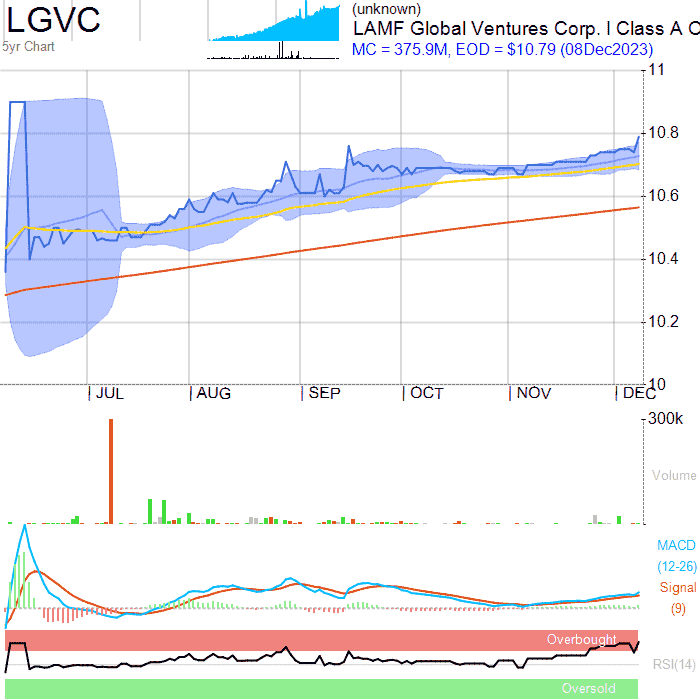 LGVC
5yr Chart
(unknown)
LAMF Global Ventures Corp. I Class A O
MC = 375.9M, EOD = $10.79 (08Dec2023)
11
10.8
10.6
10.4
10.2
10
JUL AUG SEP OCT NOV DEC
300k
Volume
MACD
(12-26)
Signal
(9)
Overbought
RSI(14)
Oversold